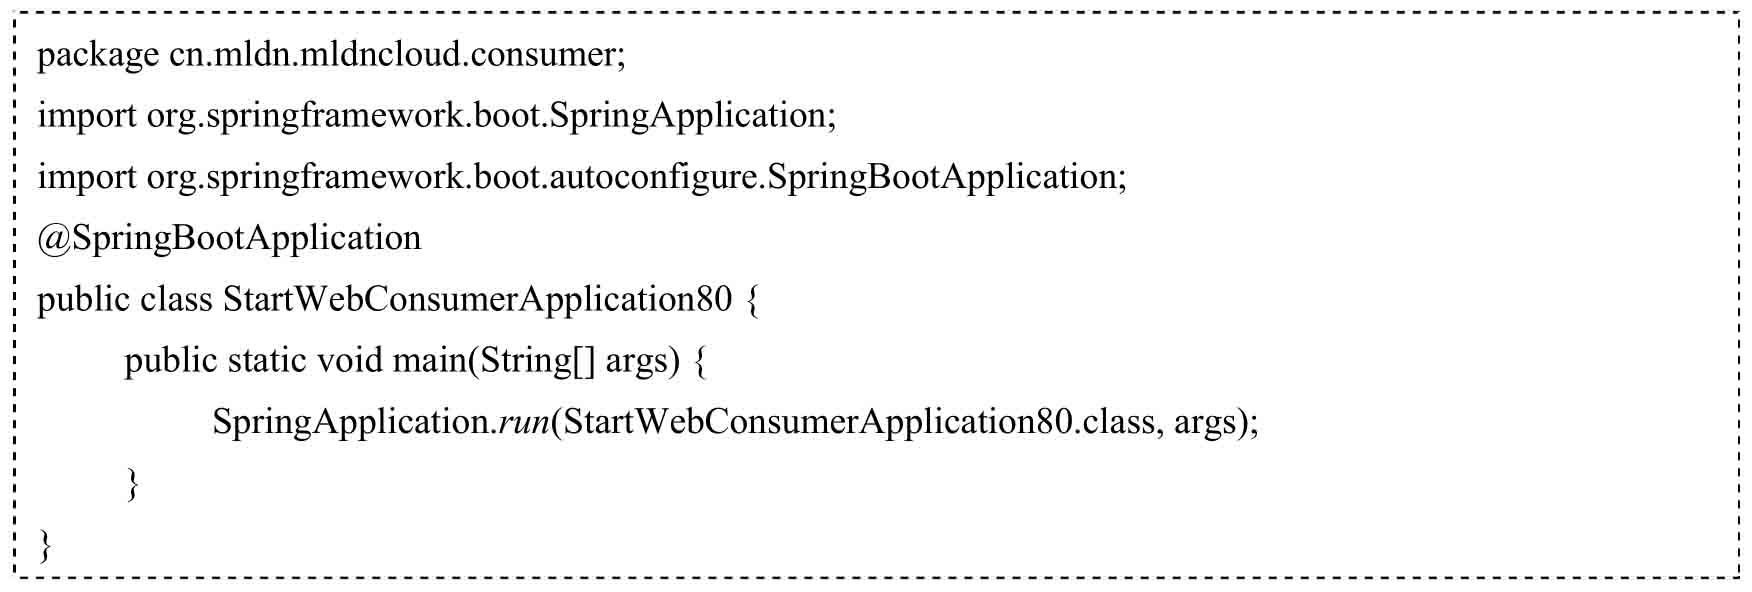 package cn.mldn.mldncloud.consumer;
import org.springframework.boot.SpringApplication;
import org.springframework.boot.autoconfigure.SpringBootApplication;
@SpringBootApplication
public class StartWebConsumerApplication80 {
public static void main(String[] args) {
SpringApplication.run(StartWebConsumerApplication80.class, args);
}
}